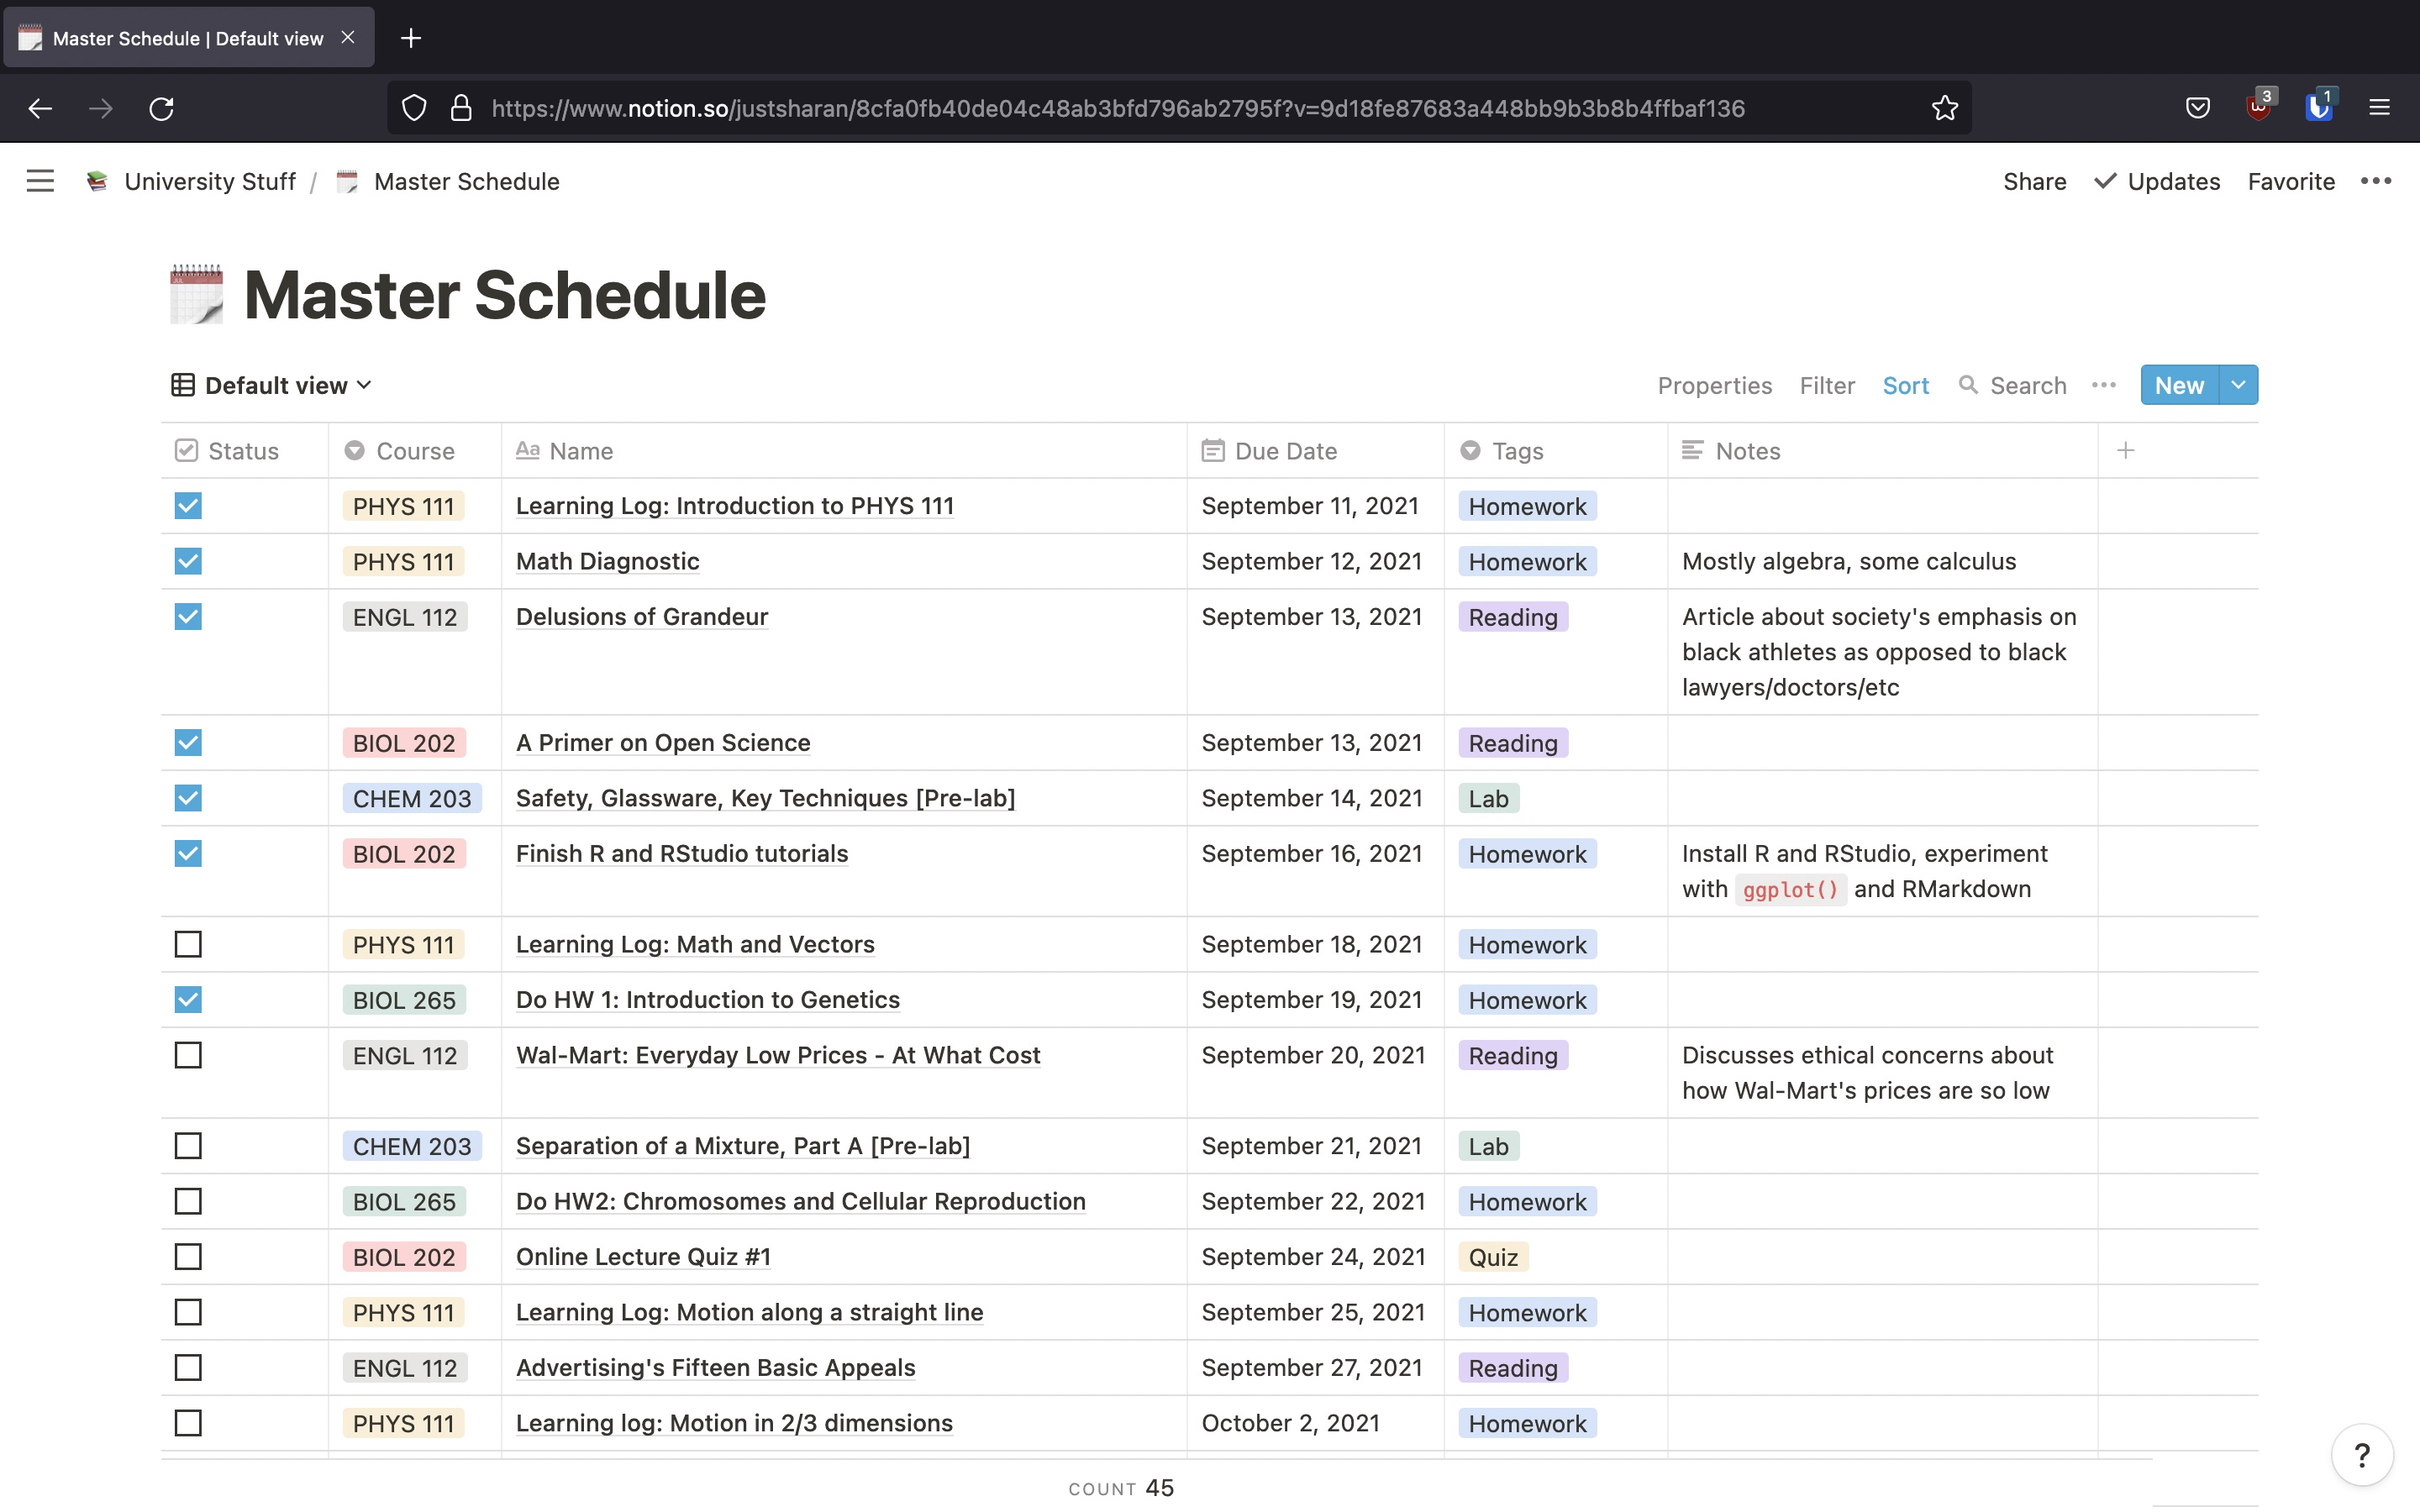 Master Schedule | Default view
https://www.notion.so/justsharan/8cfa0fb40de04c48ab3bfd796ab2795f?v=9d18fe87683a448bb9b3b8b4ffbaf136
3
1
University Stuff / Master Schedule
Share Updates Favorite
Master Schedule
Default view
Properties Filter Sort Search New
Status Course Aa Name Due Date Tags Notes
PHYS 111 Learning Log: Introduction to PHYS 111 September 11, 2021 Homework
PHYS 111 Math Diagnostic September 12, 2021 Homework Mostly algebra, some calculus
ENGL 112 Delusions of Grandeur September 13, 2021 Reading Article about society's emphasis on
black athletes as opposed to black
lawyers/doctors/etc
BIOL 202 A Primer on Open Science September 13, 2021 Reading
CHEM 203 Safety, Glassware, Key Techniques [Pre-lab] September 14, 2021 Lab
BIOL 202 Finish R and RStudio tutorials September 16, 2021 Homework Install R and RStudio, experiment
with ggplot() and RMarkdown
PHYS 111 Learning Log: Math and Vectors September 18, 2021 Homework
BIOL 265 Do HW 1: Introduction to Genetics September 19, 2021 Homework
ENGL 112 Wal-Mart: Everyday Low Prices - At What Cost September 20, 2021 Reading Discusses ethical concerns about
how Wal-Mart's prices are so low
CHEM 203 Separation of a Mixture, Part A [Pre-lab] September 21, 2021 Lab
BIOL 265 Do HW2: Chromosomes and Cellular Reproduction September 22, 2021 Homework
BIOL 202 Online Lecture Quiz #1 September 24, 2021 Quiz
PHYS 111 Learning Log: Motion along a straight line September 25, 2021 Homework
ENGL 112 Advertising's Fifteen Basic Appeals September 27, 2021 Reading
PHYS 111 Learning log: Motion in 2/3 dimensions October 2, 2021 Homework
?
COUNT 45